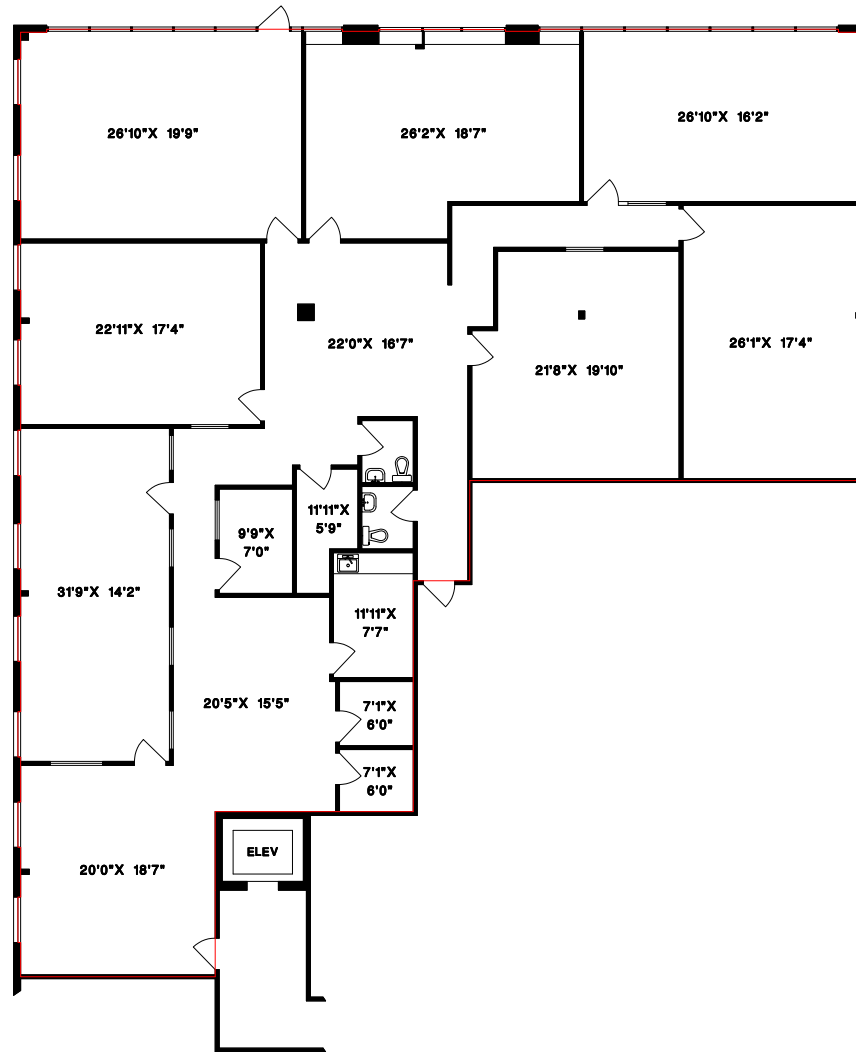 26'10"X 19'9"
26'2"X 18'7"
26'10"X 16'2"
22'11"X 17'4"
22'0"X 16'7"
26'1"X 17'4"
21'8"X 19'10"
11'11"X
5'9"
9'9"X
7'0"
31'9"X 14'2"
11'11"X
7'7"
20'5"X 15'5"
7'1"X
6'0"
7'1"X
6'0"
ELEV
20'0"X 18'7"